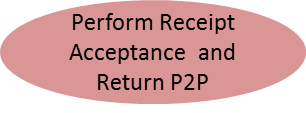 Perform Receipt
Acceptance and
Return P2P